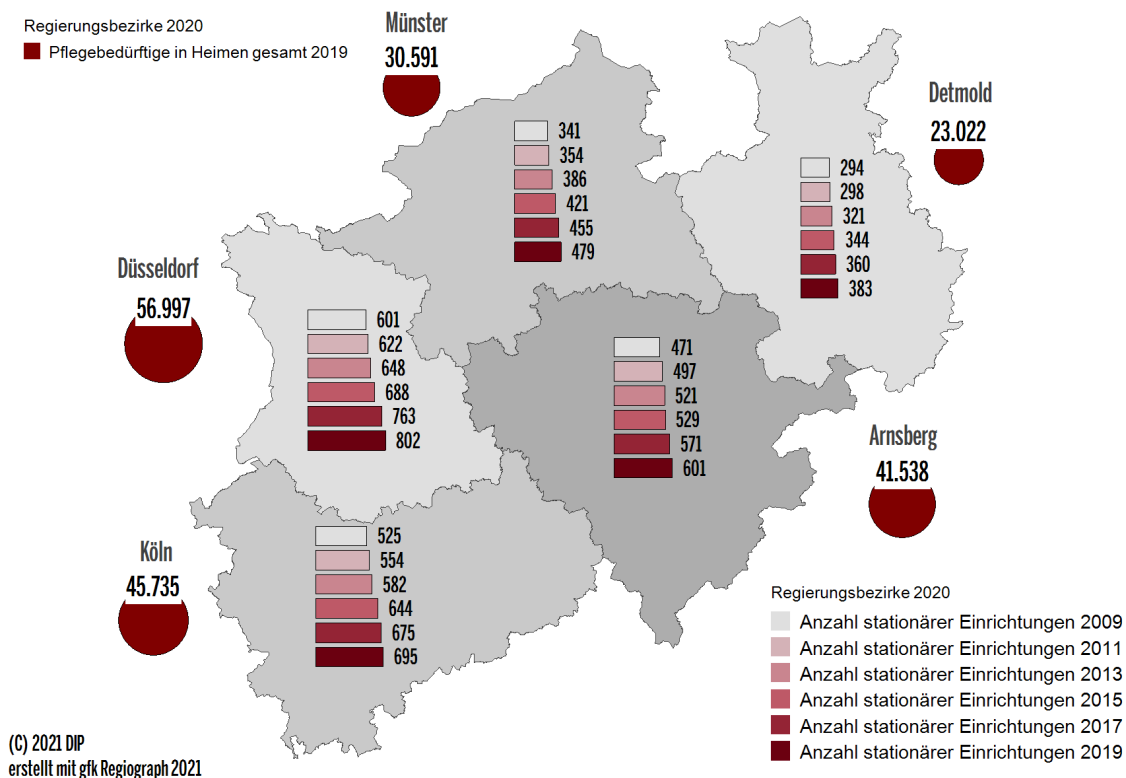 Regierungsbezirke 2020
Pflegebedürftige in Heimen gesamt 2019
Münster
30.591
Detmold
23.022
341
354
386
421
455
479
294
298
321
344
360
383
Düsseldorf
56.997
601
622
648
688
763
802
471
497
521
529
571
601
Arnsberg
41.538
Köln
45.735
525
554
582
644
675
695
Regierungsbezirke 2020
Anzahl stationärer Einrichtungen 2009
Anzahl stationärer Einrichtungen 2011
Anzahl stationärer Einrichtungen 2013
Anzahl stationärer Einrichtungen 2015
Anzahl stationärer Einrichtungen 2017
Anzahl stationärer Einrichtungen 2019
(C) 2021 DIP
erstellt mit gfk Regiograph 2021